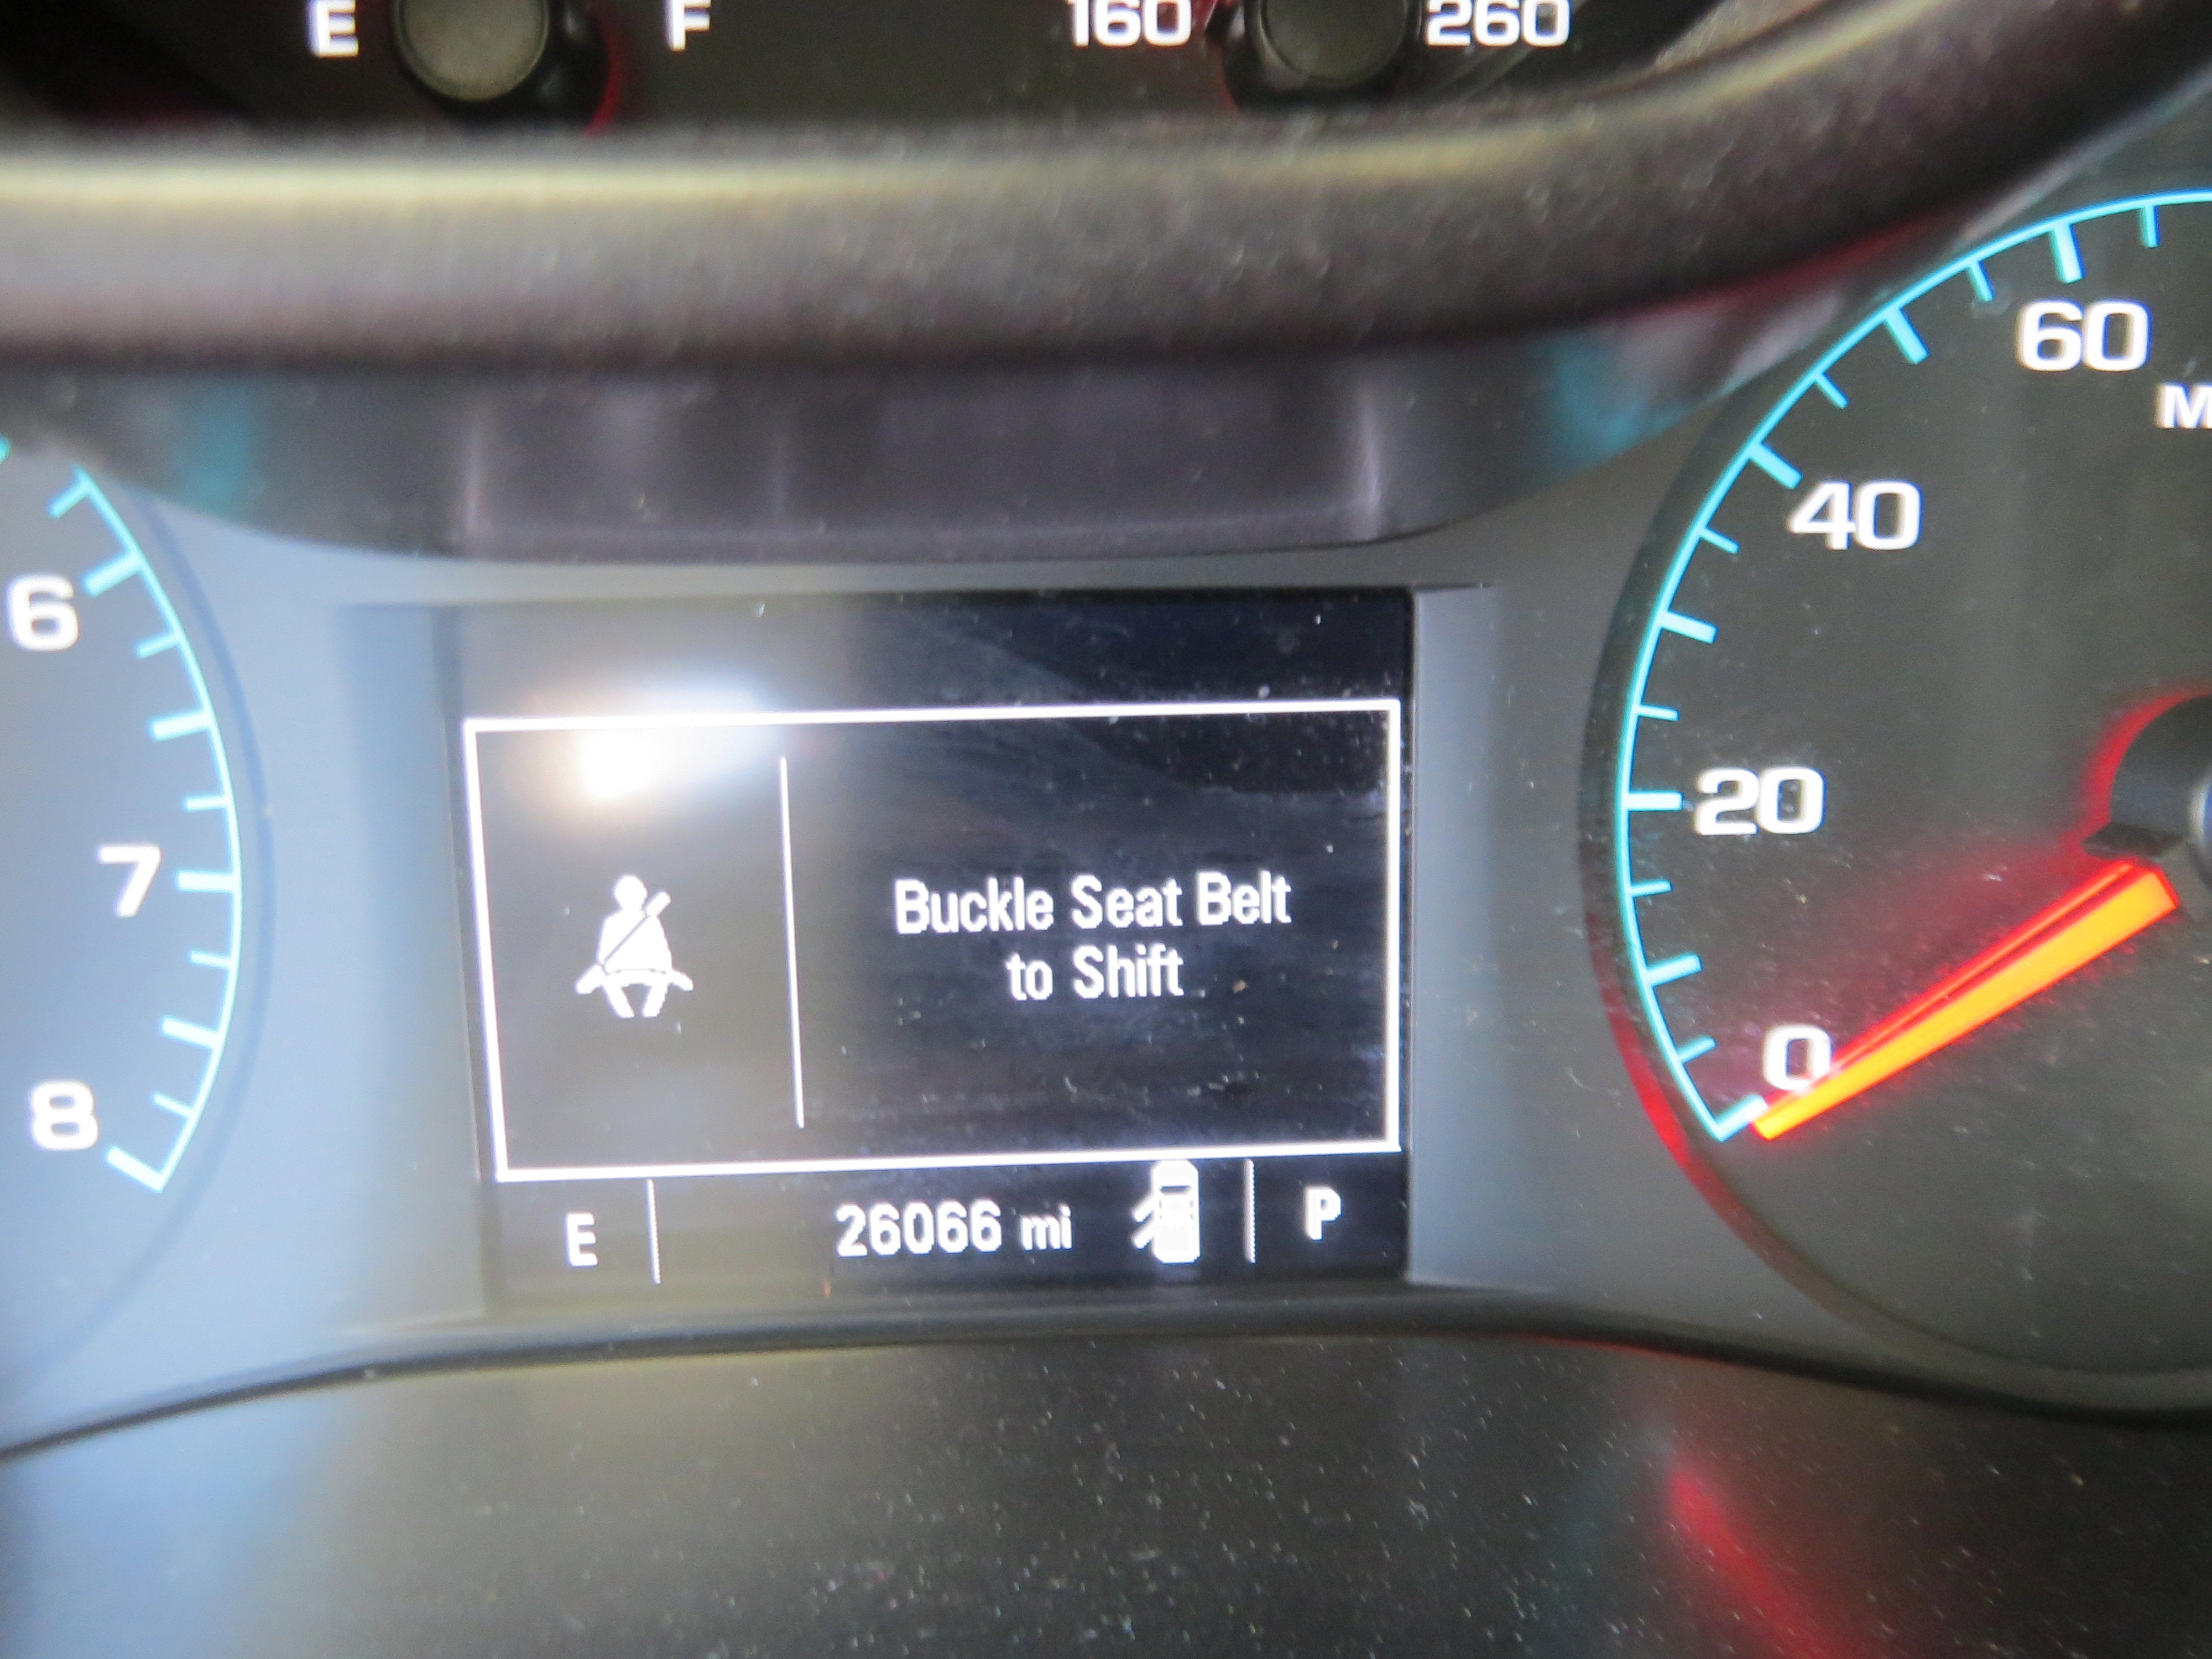 E F 160 260
60
M
40
6
20
7
Buckle Seat Belt
to Shift
0
8
E 26066 mi P